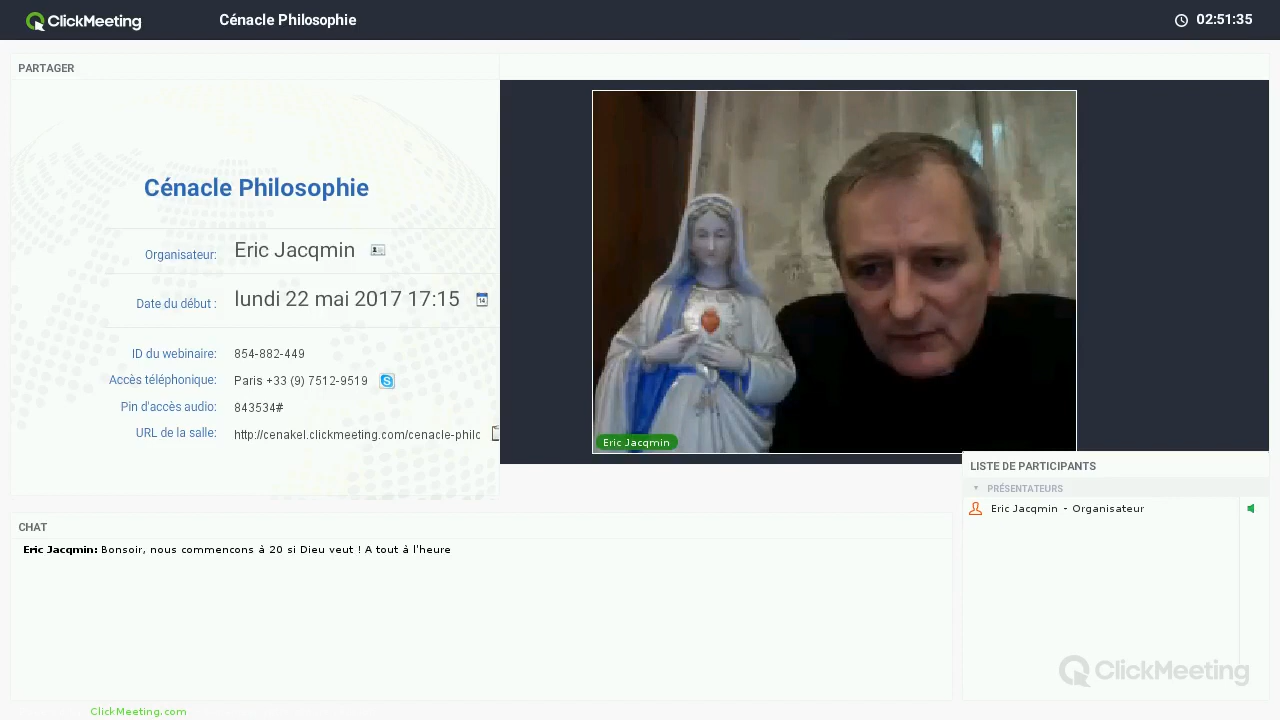 ClickMeeting
Cénacle Philosophie
02:51:35
PARTAGER
Cénacle Philosophie
Organisateur: Eric Jacqmin
Date du début : lundi 22 mai 2017 17:15
14
ID du webinaire: 854-882-449
Accès téléphonique: Paris +33 (9) 7512-9519
Pin d'accès audio: 843534#
URL de la salle: http://cenakel.clickmeeting.com/cenacle-philc
Eric Jacqmin
LISTE DE PARTICIPANTS
PRÉSENTATEURS
Eric Jacqmin - Organisateur
CHAT
Eric Jacqmin: Bonsoir, nous commencons à 20 si Dieu veut ! A tout à l'heure
ClickMeeting
ClickMeeting.com